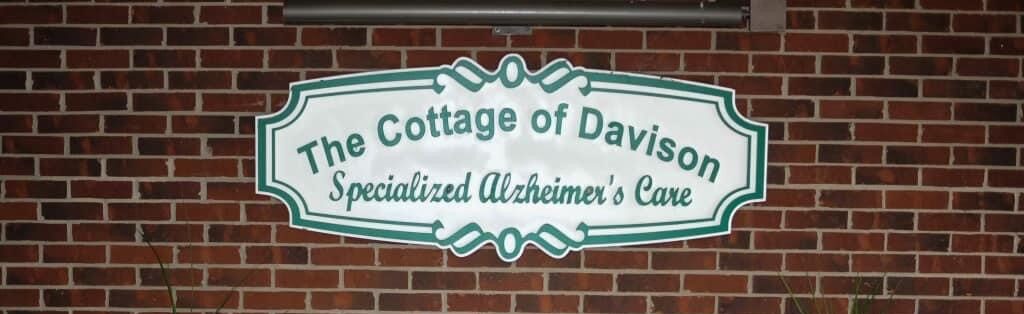 The Cottage of Davison
Specialized Alzheimer's Care